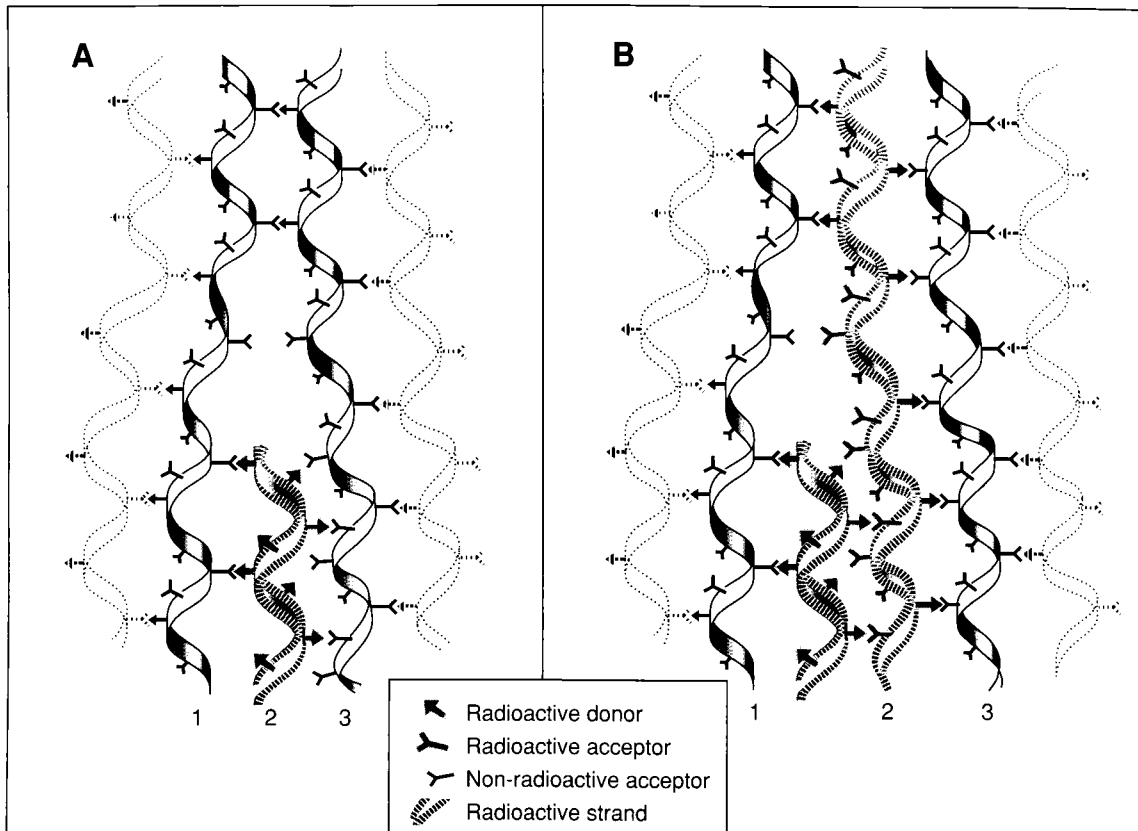 A
B
1 2 3
1 2 3
Radioactive donor
Radioactive acceptor
Non-radioactive acceptor
Radioactive strand